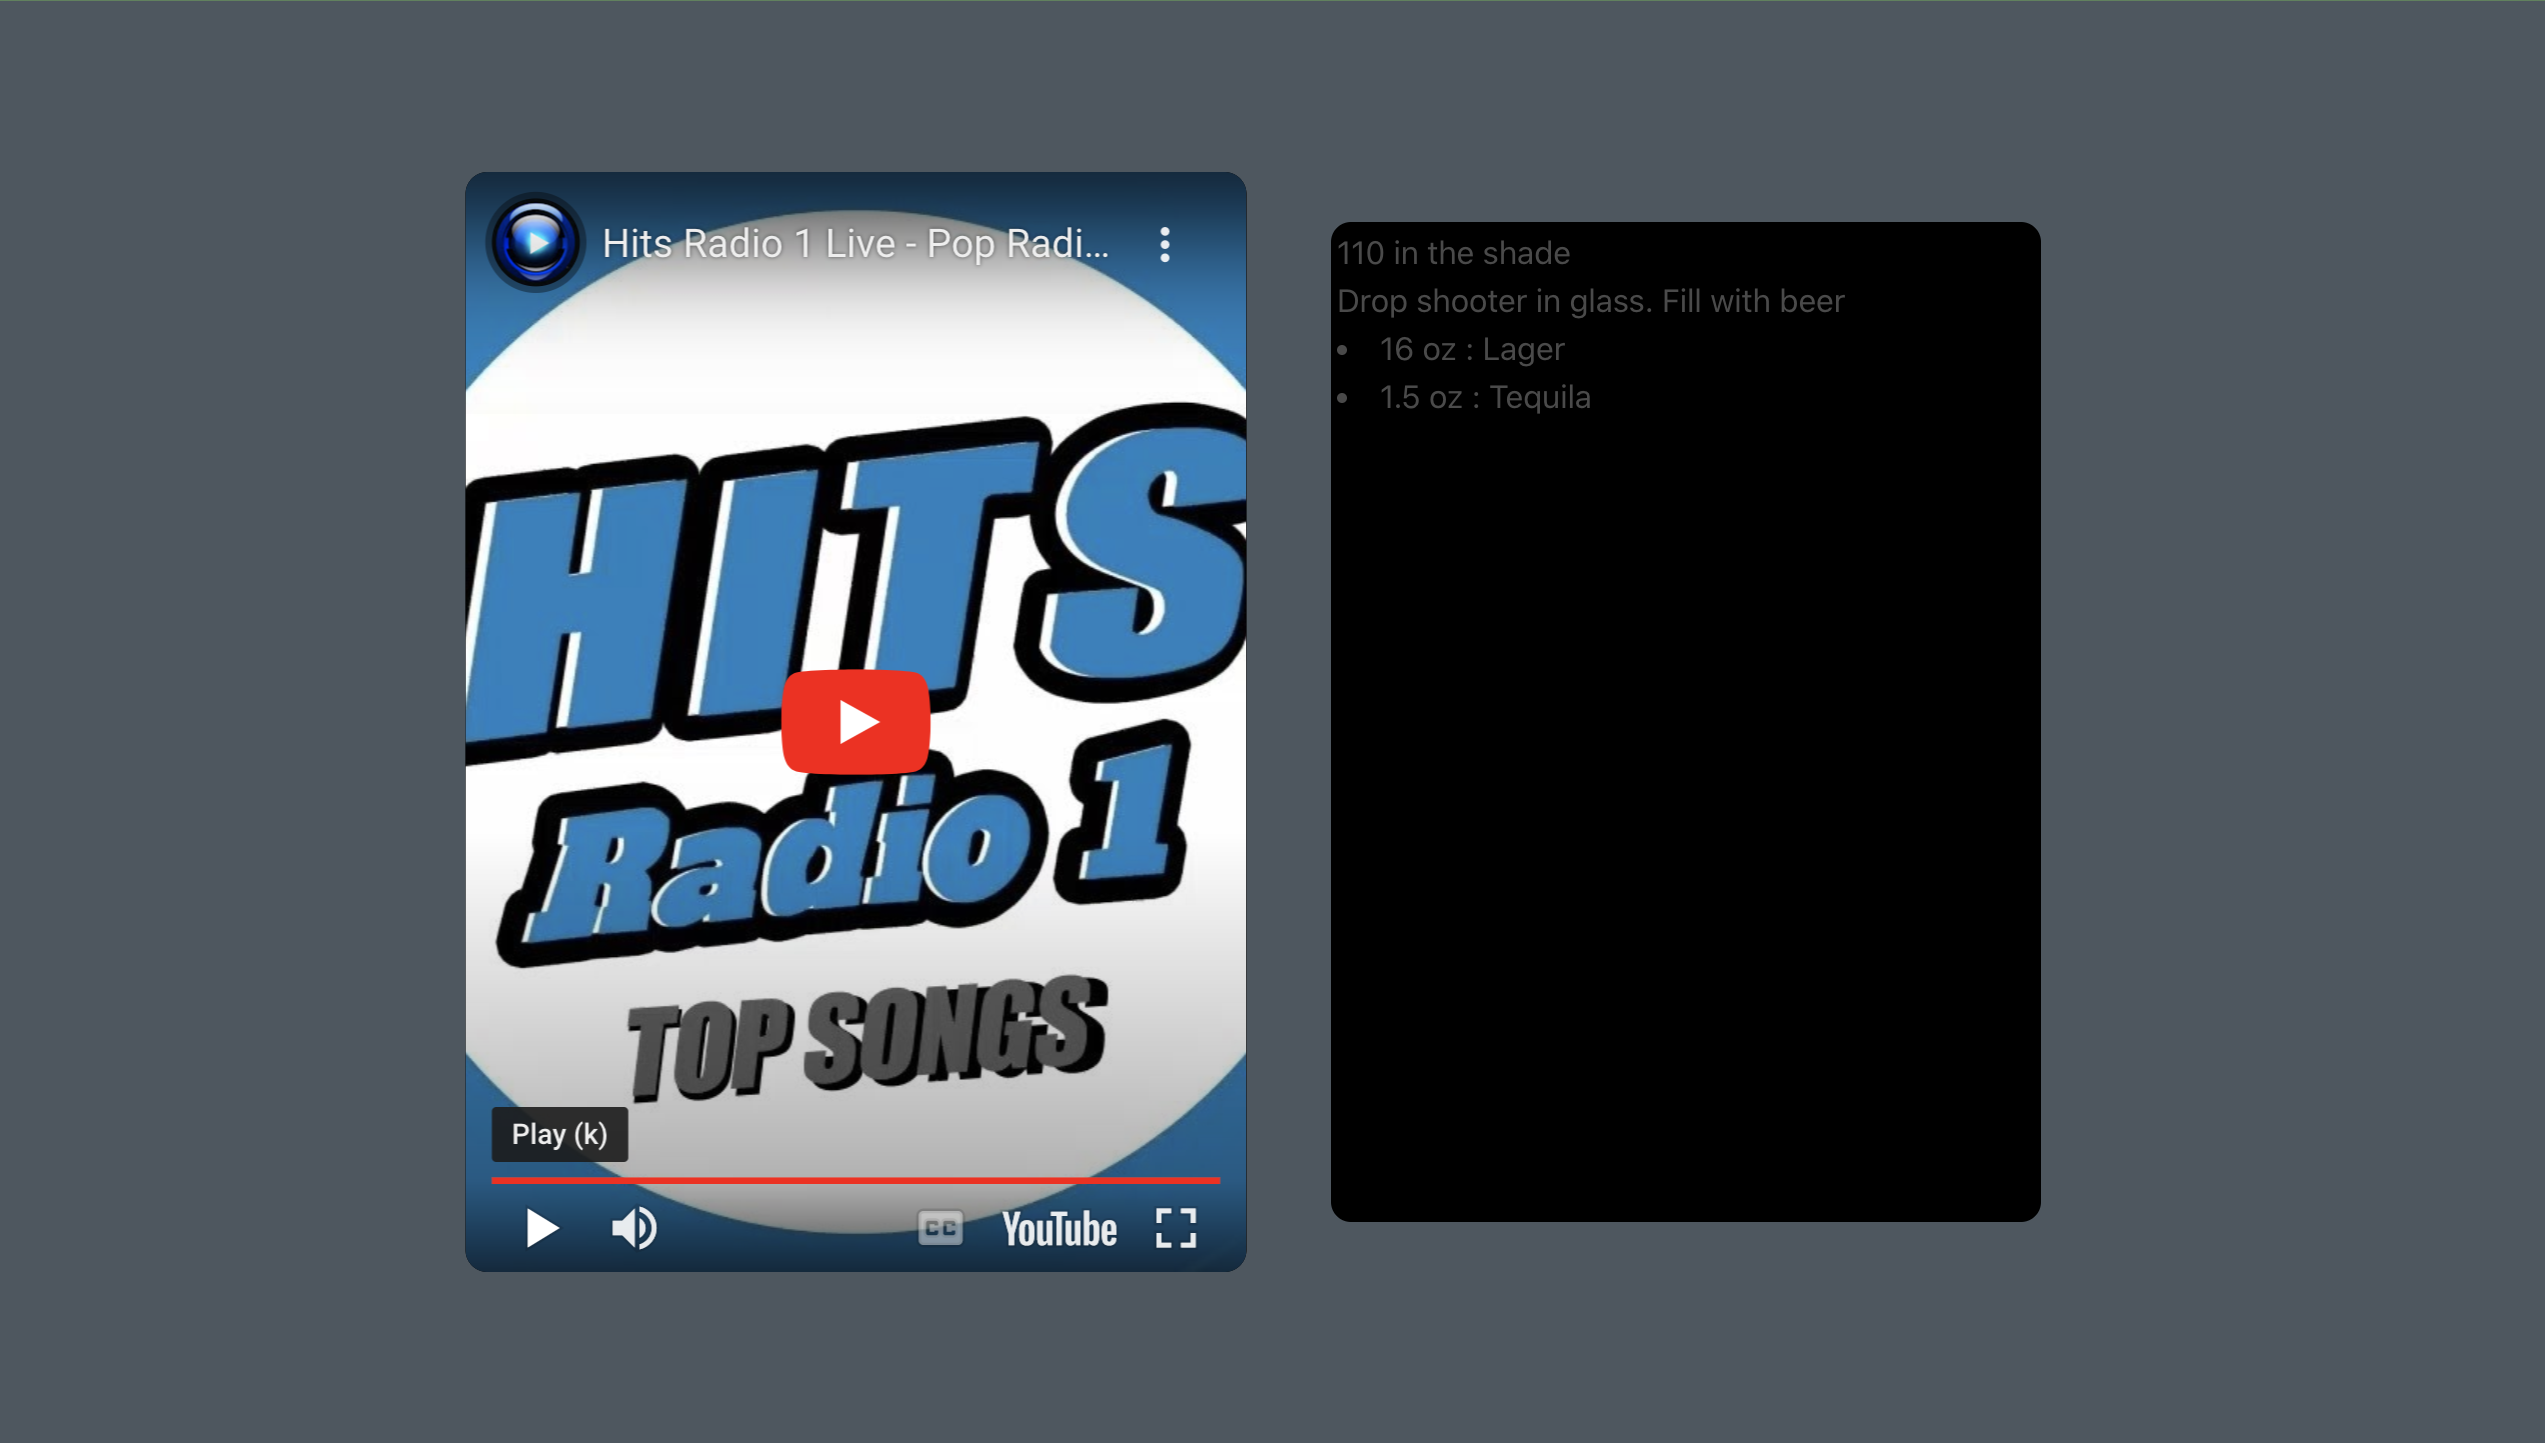 Hits Radio 1 Live - Pop Radi...
HITS
Radio 1
TOP SONGS
Play (k)
CC
YouTube
110 in the shade
Drop shooter in glass. Fill with beer
• 16 oz : Lager
• 1.5 oz : Tequila